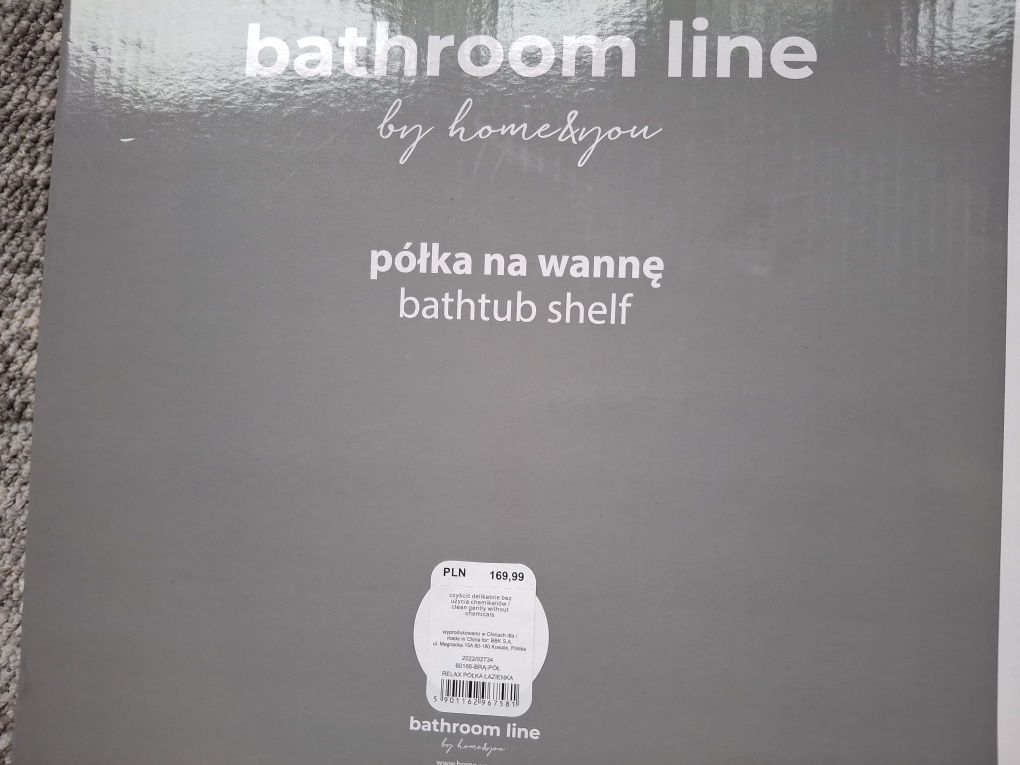 bathroom line
by home&you
półka na wannę
bathtub shelf
PLN 169,99
czyścić delikatnie bez
użycia chemikaliów /
clean gently without
chemicals
wyprodukowano w Chinach dla /
made in China for: BBK S.A.
ul. Magnacka 15A 80-180 Kowale, Polska
2022/02734
60166-BRĄ-PÓŁ
RELAX PÓŁKA ŁAZIENKA
5 901162 967581
bathroom line
by home&you